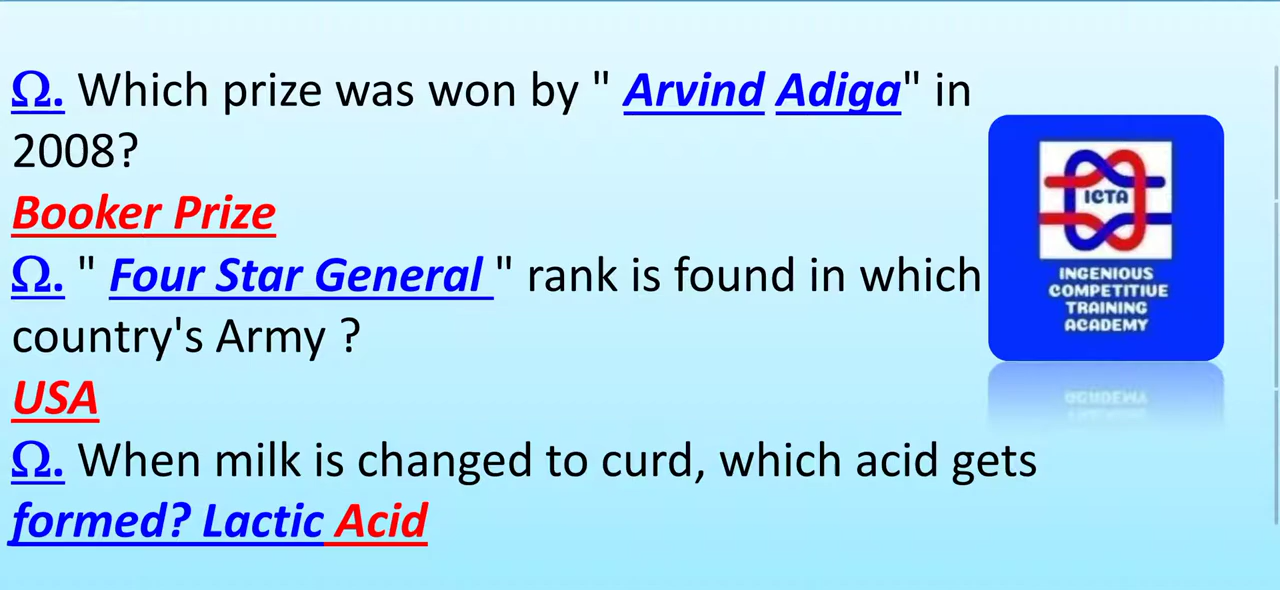 Ω. Which prize was won by " Arvind Adiga" in
2008?
Booker Prize
Ω. " Four Star General " rank is found in which
country's Army ?
USA
Ω. When milk is changed to curd, which acid gets
formed? Lactic Acid
ICTA
INGENIOUS
COMPETITIVE
TRAINING
ACADEMY